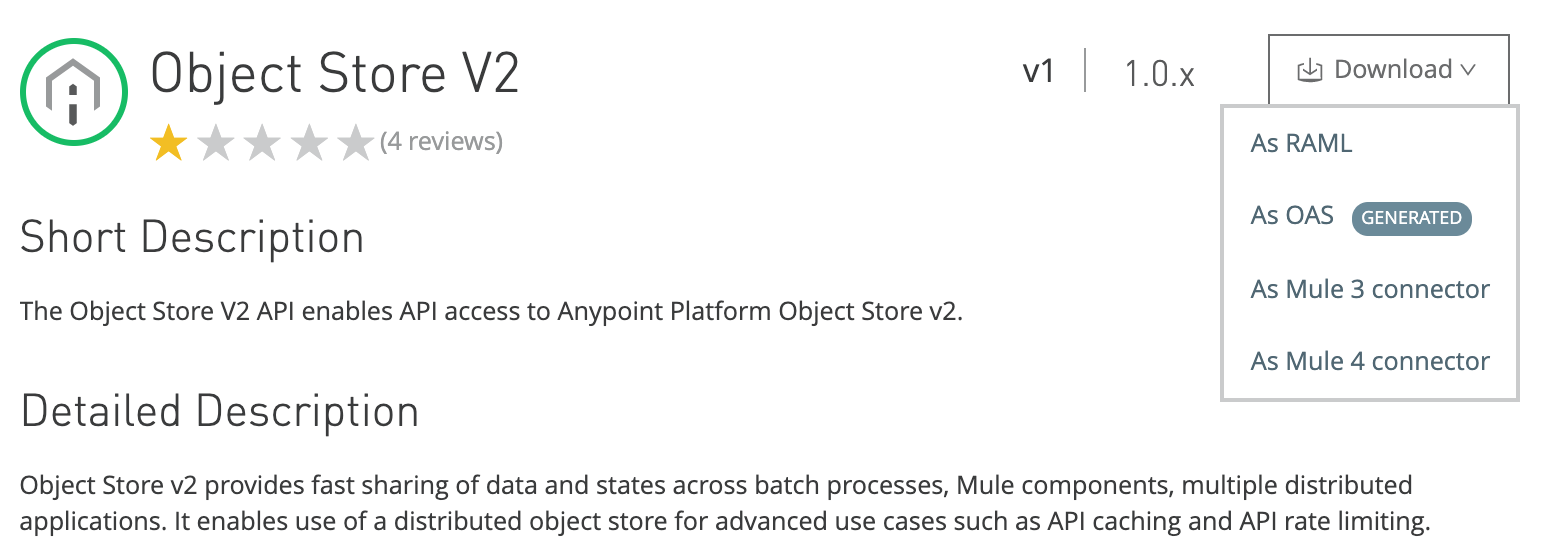 Object Store V2
v1
1.0.x
Download
(4 reviews)
As RAML
As OAS GENERATED
As Mule 3 connector
As Mule 4 connector
Short Description
The Object Store V2 API enables API access to Anypoint Platform Object Store v2.
Detailed Description
Object Store v2 provides fast sharing of data and states across batch processes, Mule components, multiple distributed
applications. It enables use of a distributed object store for advanced use cases such as API caching and API rate limiting.